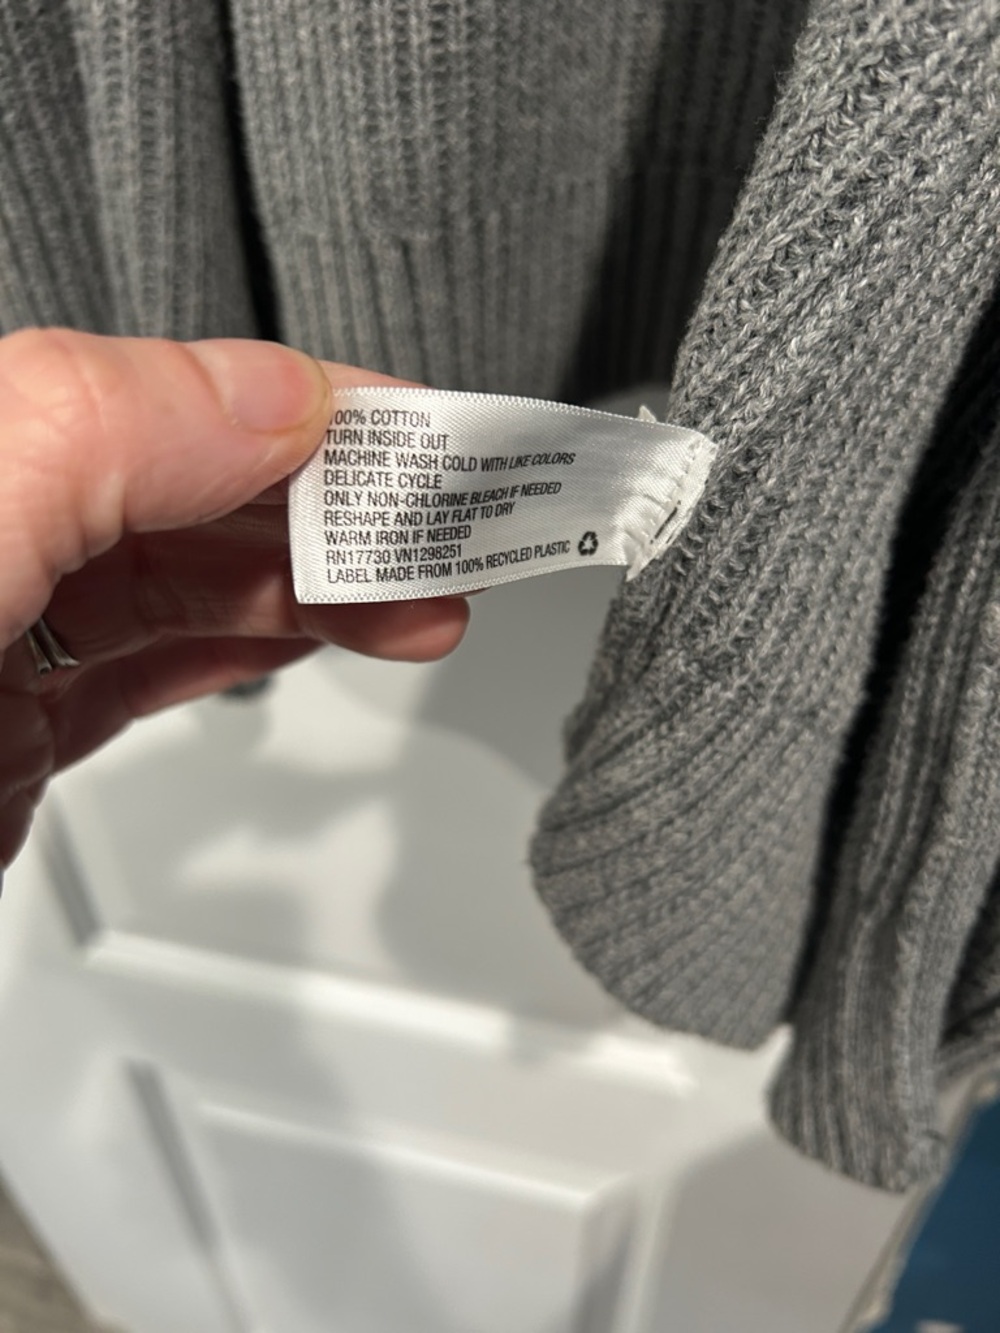 00% COTTON
TURN INSIDE OUT
MACHINE WASH COLD WITH LIKE COLORS
DELICATE CYCLE
ONLY NON-CHLORINE BLEACH IF NEEDED
RESHAPE AND LAY FLAT TO DRY
WARM IRON IF NEEDED
RN17730 VN1298251
LABEL MADE FROM 100% RECYCLED PLASTIC